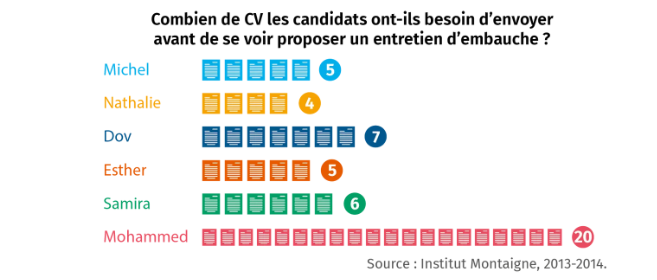 Combien de CV les candidats ont-ils besoin d’envoyer
avant de se voir proposer un entretien d’embauche ?
Michel 5
Nathalie 4
Dov 7
Esther 5
Samira 6
Mohammed 20
Source : Institut Montaigne, 2013-2014.